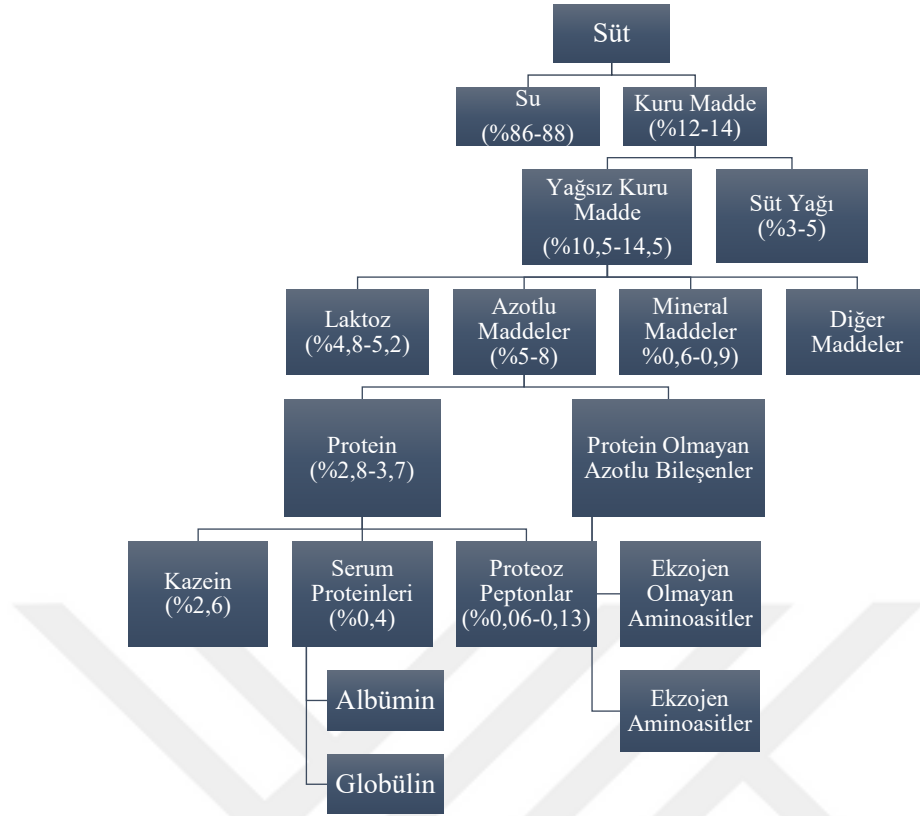 Süt
Su
(%86-88)
Kuru Madde
(%12-14)
Yağsız Kuru
Madde
(%10,5-14,5)
Süt Yağı
(%3-5)
Laktoz
(%4,8-5,2)
Azotlu
Maddeler
(%5-8)
Mineral
Maddeler
%0,6-0,9)
Diğer
Maddeler
Protein
(%2,8-3,7)
Protein Olmayan
Azotlu Bileşenler
Kazein
(%2,6)
Serum
Proteinleri
(%0,4)
Proteoz
Peptonlar
(%0,06-0,13)
Ekzojen
Olmayan
Aminoasitler
Albümin
Ekzojen
Aminoasitler
Globülin